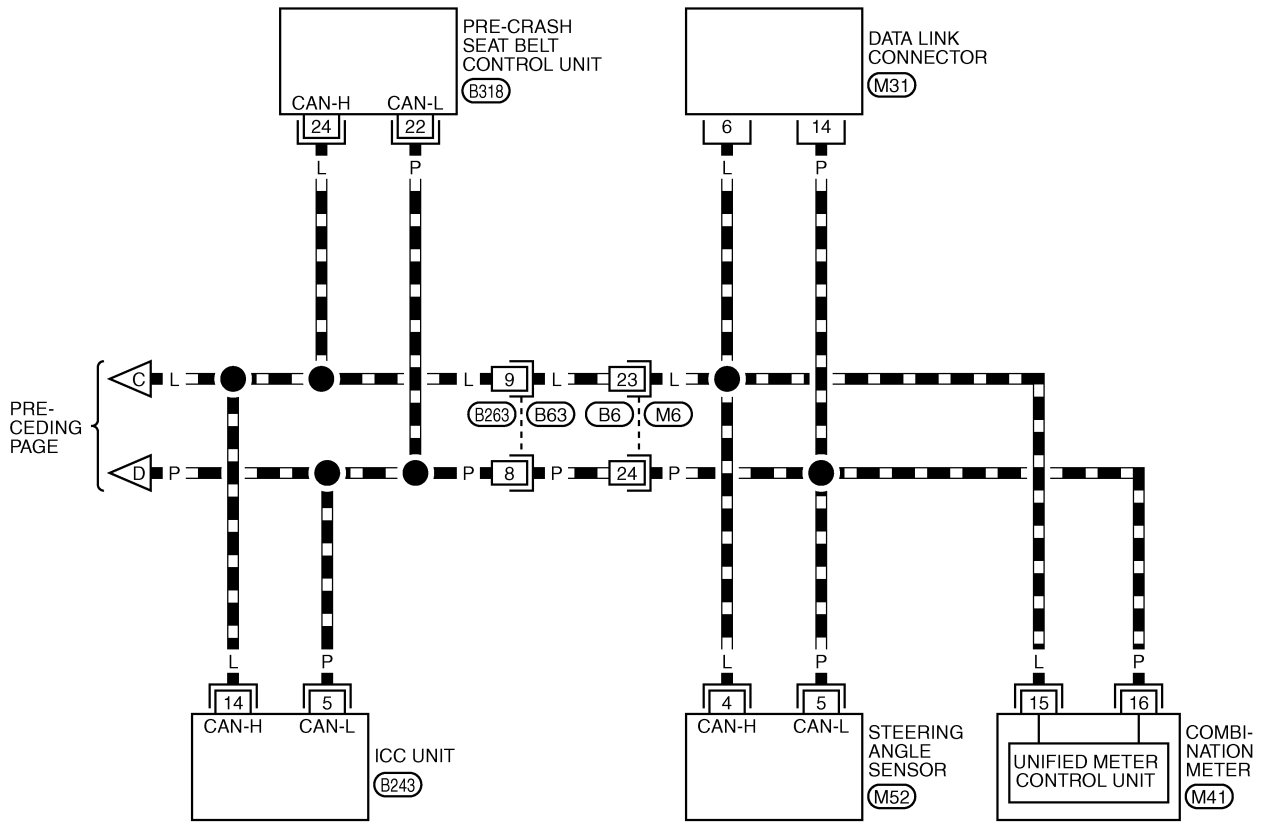 PRE-CRASH
SEAT BELT
CONTROL UNIT
B318
CAN-H CAN-L
24 22
L P
DATA LINK
CONNECTOR
M31
6 14
L P
PRE-
CEDING
PAGE
C L L 9 L 23 L
B263 B63 B6 M6
D P P 8 P 24 P
L P
14 5
CAN-H CAN-L
ICC UNIT
B243
L P
4 5
CAN-H CAN-L
STEERING
ANGLE
SENSOR
M52
L P
15 16
UNIFIED METER
CONTROL UNIT
COMBI-
NATION
METER
M41